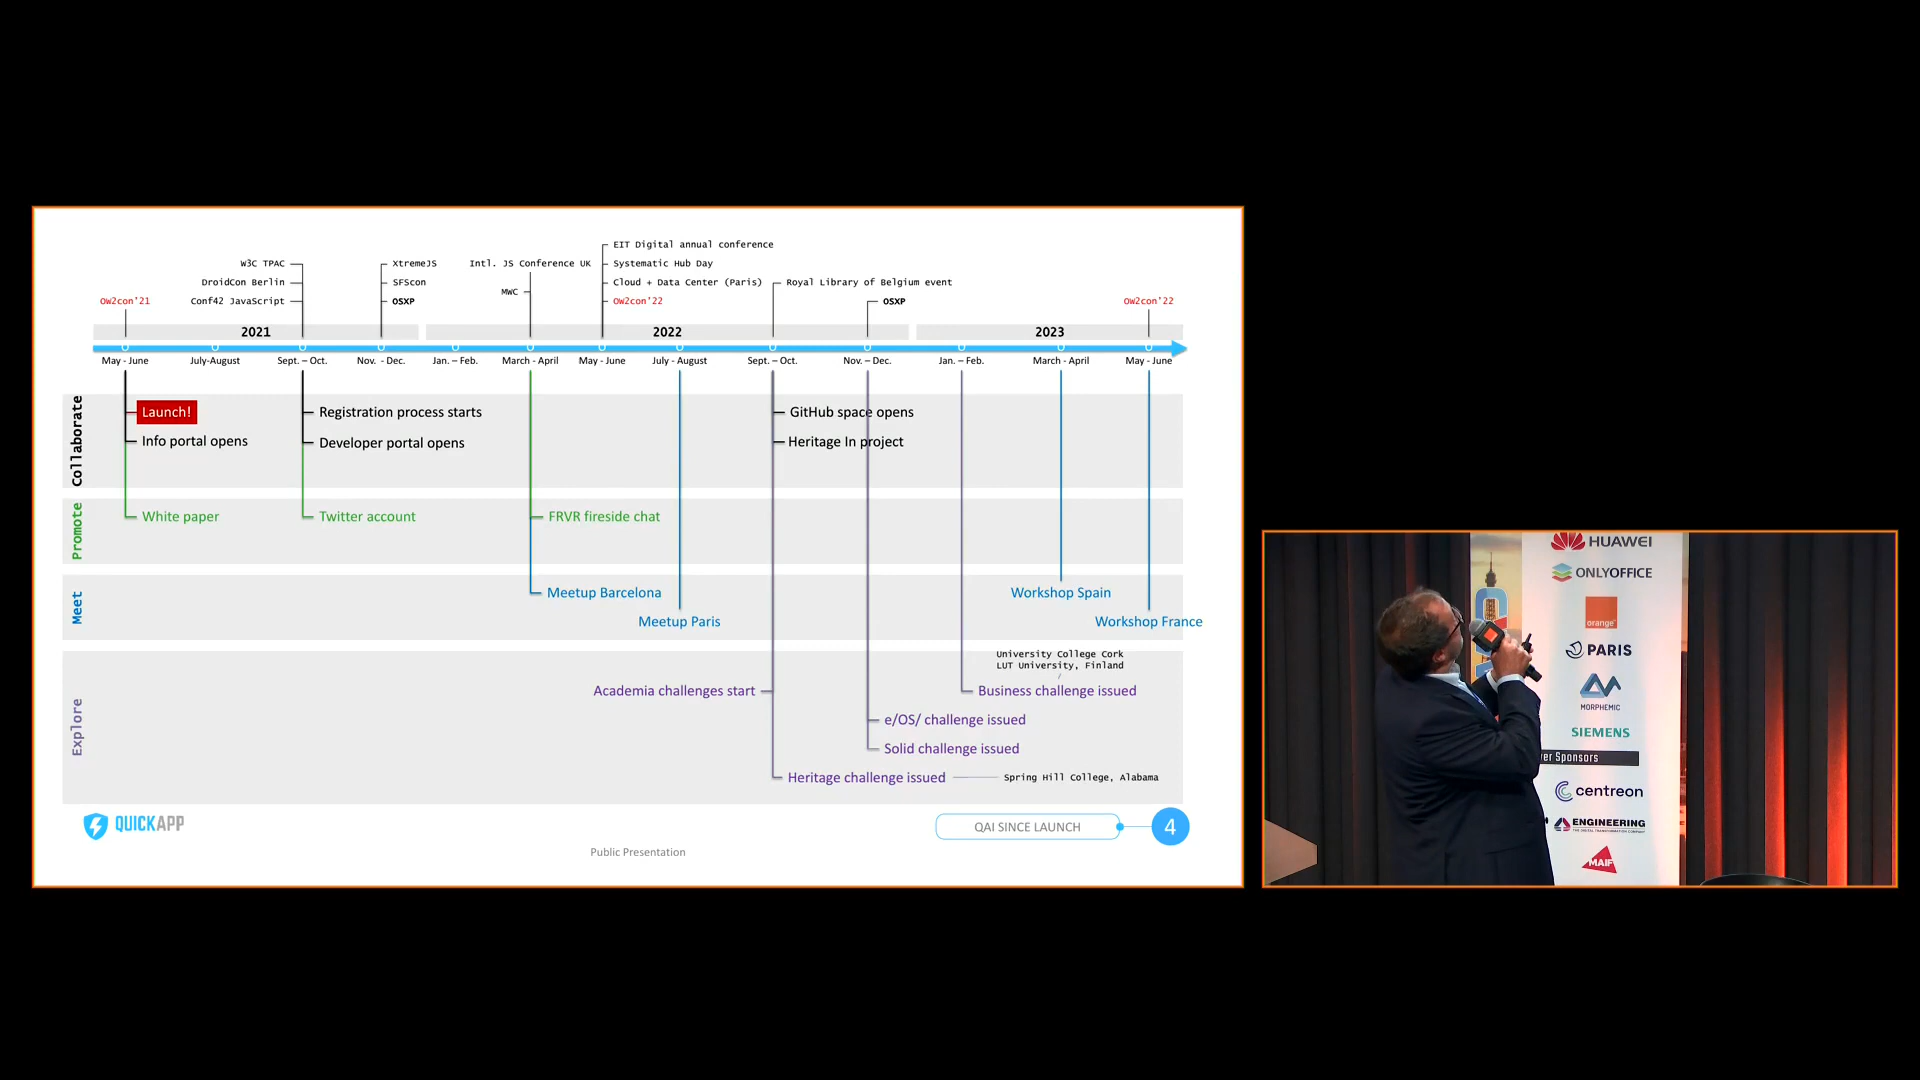 EIT Digital annual conference
W3C TPAC
XtremeJS
Intl. JS Conference UK
Systematic Hub Day
DroidCon Berlin
SFScon
MWC
Cloud + Data Center (Paris)
Royal Library of Belgium event
OW2con'21
Conf42 JavaScript
OSXP
OW2con'22
OSXP
OW2con'22
2021
2022
2023
May - June
July-August
Sept. – Oct.
Nov. - Dec.
Jan. – Feb.
March - April
May - June
July - August
Sept. – Oct.
Nov. – Dec.
Jan. – Feb.
March - April
May - June
Collaborate
Launch!
Registration process starts
GitHub space opens
Info portal opens
Developer portal opens
Heritage In project
Promote
White paper
Twitter account
FRVR fireside chat
Meet
Meetup Barcelona
Workshop Spain
Meetup Paris
Workshop France
Explore
University College Cork
LUT University, Finland
Academia challenges start
Business challenge issued
e/OS/ challenge issued
Solid challenge issued
Heritage challenge issued
Spring Hill College, Alabama
QUICKAPP
QAI SINCE LAUNCH
4
Public Presentation
HUAWEI
ONLYOFFICE
orange
PARIS
MORPHEMIC
SIEMENS
Sponsors
centreon
ENGINEERING
THE DIGITAL TRANSFORMATION COMPANY
MAIF